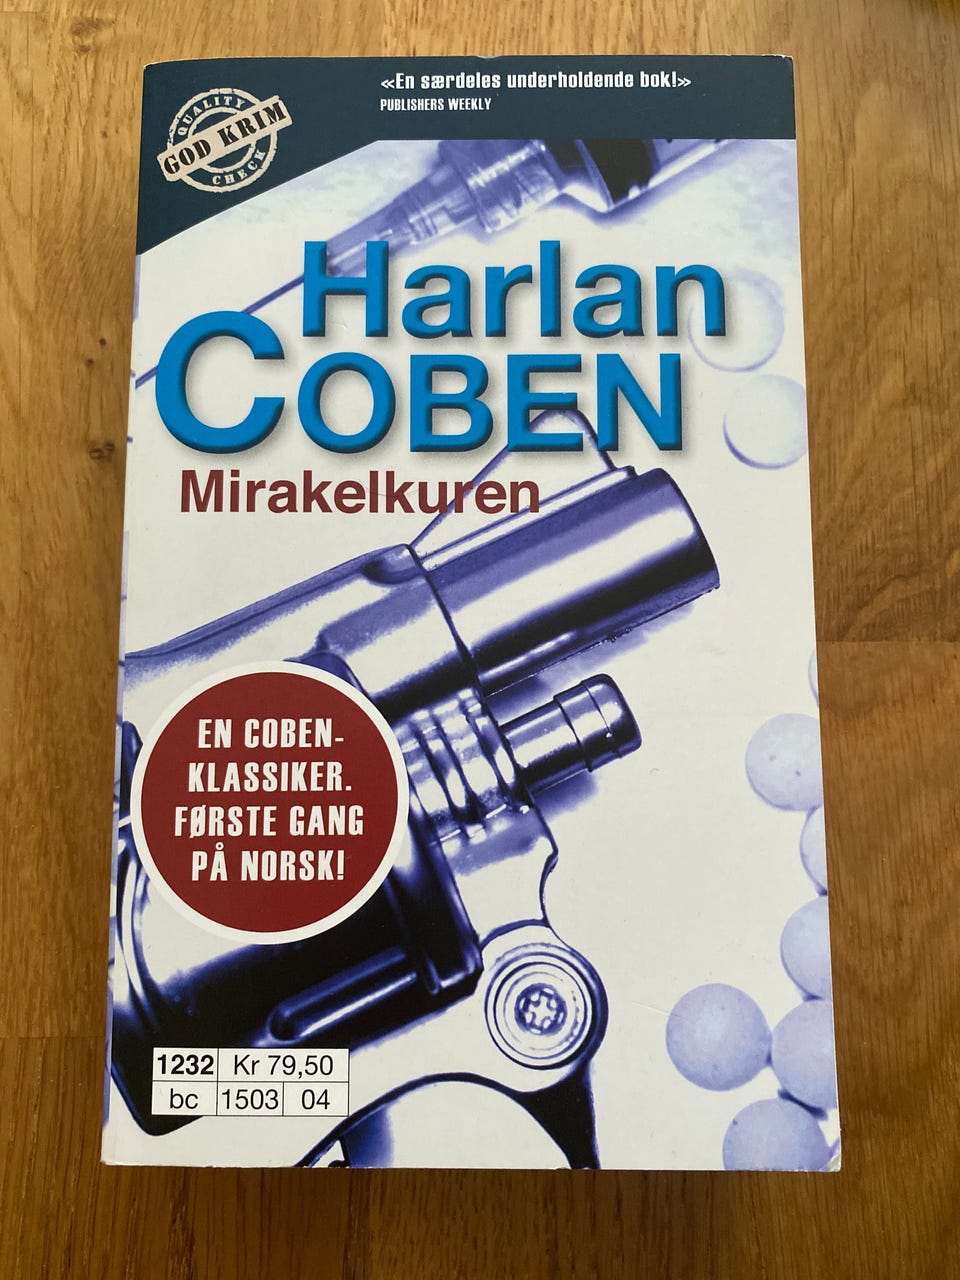 «En særdeles underholdende bok!»
PUBLISHERS WEEKLY
QUALITY
GOD KRIM
CHECK
Harlan
COBEN
Mirakelkuren
EN COBEN-
KLASSIKER.
FØRSTE GANG
PÅ NORSK!
1232 Kr 79,50
bc 1503 04